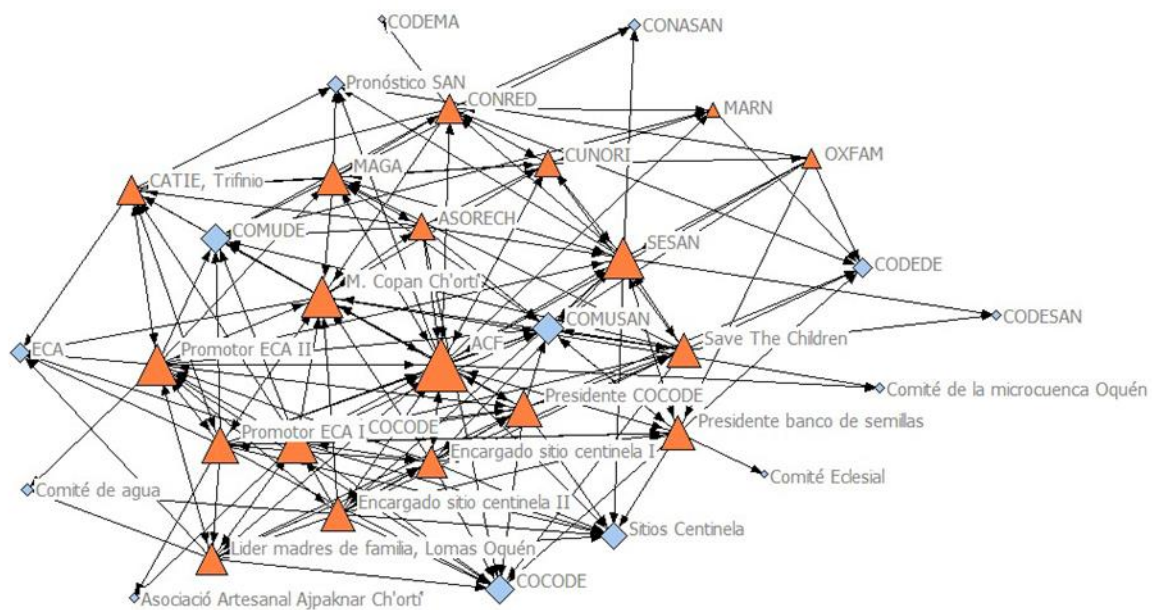 CODEMA
CONASAN
Pronóstico SAN
CONRED
MARN
CUNORI
OXFAM
MAGA
CATIE, Trifinio
ASORECH
COMUDE
SESAN
CODEDE
M. Copan Ch'orti'
COMUSAN
CODESAN
ECA
Promotor ECA II
ACF
Save The Children
Comité de la microcuenca Oquén
Presidente COCODE
Presidente banco de semillas
Promotor ECA I
COCODE
Encargado sitio centinela I
Comité Eclesial
Comité de agua
Encargado sitio centinela II
Sitios Centinela
Lider madres de familia, Lomas Oquén
COCODE
Asociació Artesanal Ajpaknar Ch'orti'